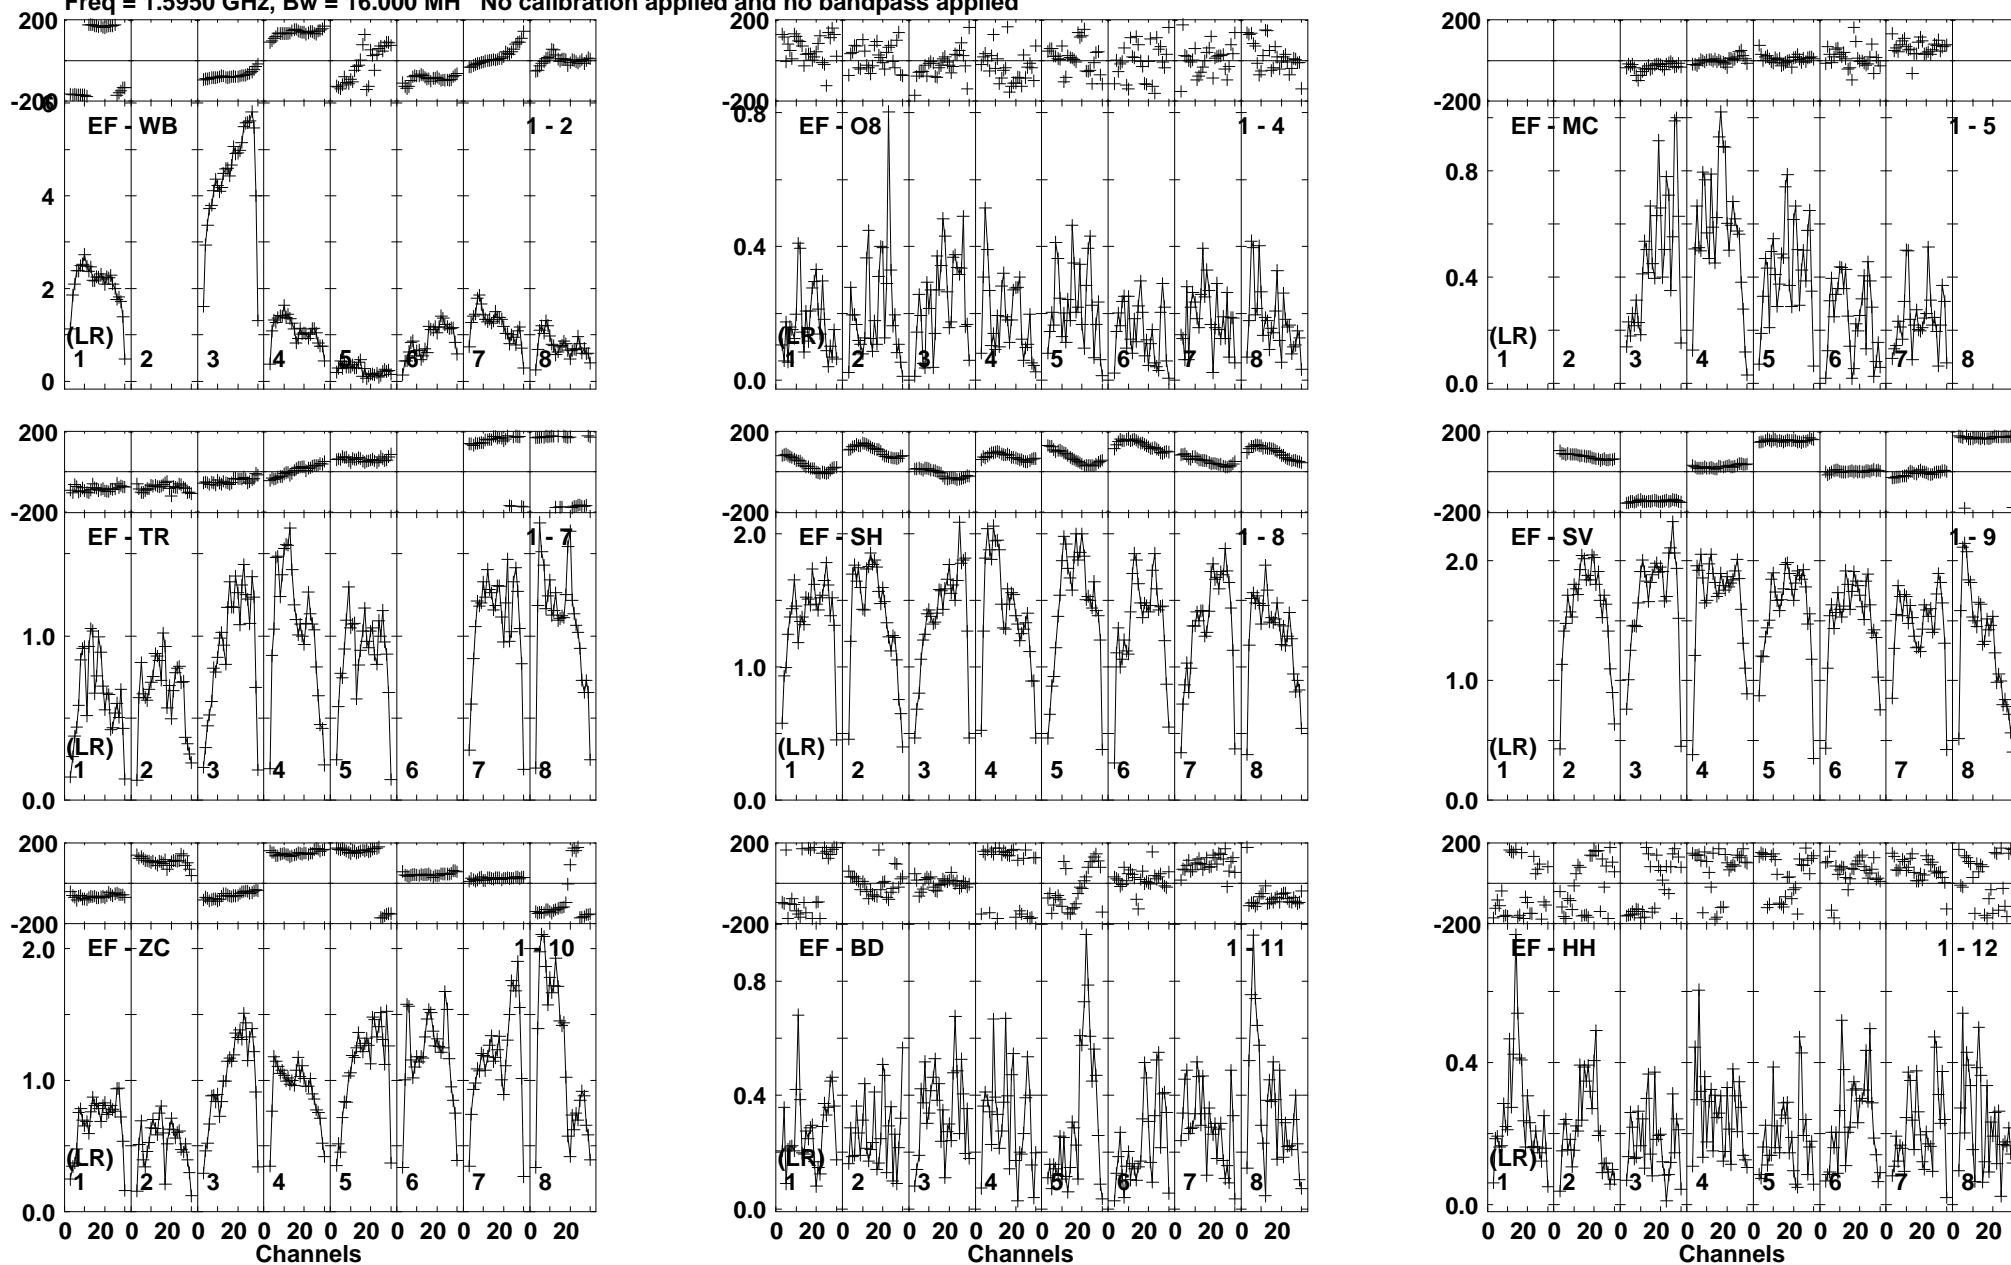 Freq = 1.5950 GHz, Bw = 16.000 MH No calibration applied and no bandpass applied
200
-200
EF - WB
1 - 2
6
4
2
0
(LR)
1 2 3 4 5 6 7 8
-200
0.8
EF - O8
1 - 4
0.4
0.0
200
(LR)
1 2 3 4 5 6 7 8
200
-200
EF - MC
1 - 5
0.8
0.4
0.0
(LR)
1 2 3 4 5 6 7 8
200
-200
EF - TR
1 - 7
1.0
0.0
(LR)
1 2 3 4 5 6 7 8
200
-200
EF - SH
1 - 8
2.0
1.0
0.0
(LR)
1 2 3 4 5 6 7 8
200
-200
EF - SV
1 - 9
2.0
1.0
0.0
(LR)
1 2 3 4 5 6 7 8
200
-200
EF - ZC
1 - 10
2.0
1.0
0.0
(LR)
1 2 3 4 5 6 7 8
0 20 0 20 0 20 0 20 0 20 0 20 0 20 0 20
Channels
200
-200
EF - BD
1 - 11
0.8
0.4
0.0
(LR)
1 2 3 4 5 6 7 8
0 20 0 20 0 20 0 20 0 20 0 20 0 20 0 20
Channels
200
-200
EF - HH
1 - 12
0.4
0.0
(LR)
1 2 3 4 5 6 7 8
0 20 0 20 0 20 0 20 0 20 0 20 0 20 0 20
Channels